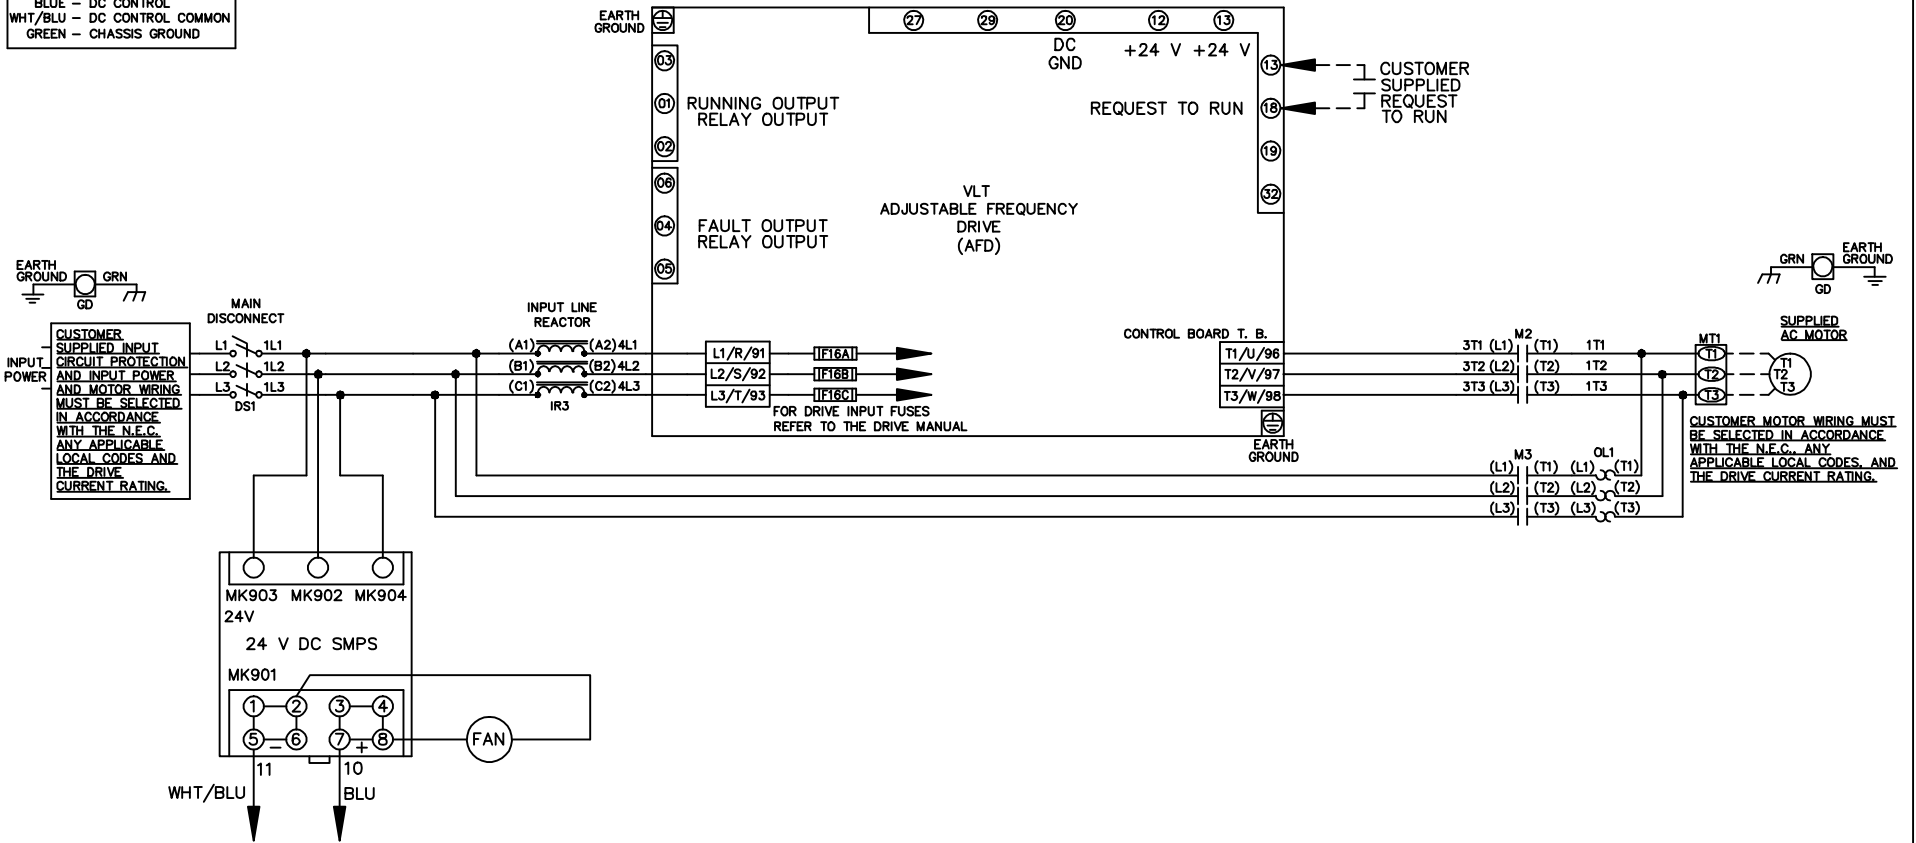 BLUE – DC CONTROL
WHT/BLU – DC CONTROL COMMON
GREEN – CHASSIS GROUND
EARTH
GROUND
27 29 20 12 13
DC
GND
+24 V +24 V
03
01
02
RUNNING OUTPUT
RELAY OUTPUT
06
04
05
FAULT OUTPUT
RELAY OUTPUT
VLT
ADJUSTABLE FREQUENCY
DRIVE
(AFD)
REQUEST TO RUN
13
18
19
32
CUSTOMER
SUPPLIED
REQUEST
TO RUN
EARTH
GROUND
GRN
GD
INPUT
POWER
CUSTOMER
SUPPLIED INPUT
CIRCUIT PROTECTION
AND INPUT POWER
AND MOTOR WIRING
MUST BE SELECTED
IN ACCORDANCE
WITH THE N.E.C.
ANY APPLICABLE
LOCAL CODES AND
THE DRIVE
CURRENT RATING.
MAIN
DISCONNECT
L1 1L1
L2 1L2
L3 1L3
DS1
INPUT LINE
REACTOR
(A1) (A2) 4L1
(B1) (B2) 4L2
(C1) (C2) 4L3
IR3
L1/R/91
L2/S/92
L3/T/93
F16A
F16B
F16C
FOR DRIVE INPUT FUSES
REFER TO THE DRIVE MANUAL
CONTROL BOARD T. B.
T1/U/96
T2/V/97
T3/W/98
EARTH
GROUND
M2
3T1 (L1) (T1) 1T1
3T2 (L2) (T2) 1T2
3T3 (L3) (T3) 1T3
M3
OL1
(L1) (T1) (L1) (T1)
(L2) (T2) (L2) (T2)
(L3) (T3) (L3) (T3)
GRN
EARTH
GROUND
GD
SUPPLIED
AC MOTOR
MT1
T1
T2
T3
T1
T2
T3
CUSTOMER MOTOR WIRING MUST
BE SELECTED IN ACCORDANCE
WITH THE N.E.C., ANY
APPLICABLE LOCAL CODES, AND
THE DRIVE CURRENT RATING.
MK903 MK902 MK904
24V
24 V DC SMPS
MK901
1 2 3 4
5 – 6 7 + 8
FAN
11
10
WHT/BLU
BLU